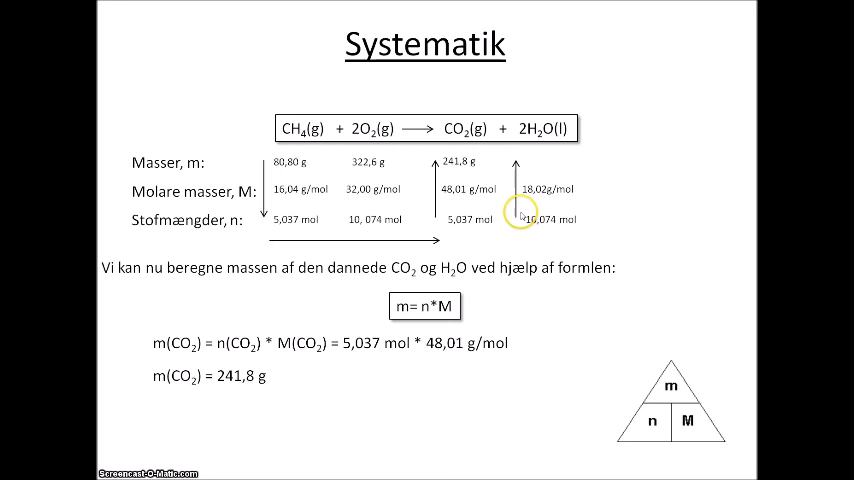 Systematik
CH₄(g) + 2O₂(g) ⟶ CO₂(g) + 2H₂O(l)
Masser, m: 80,80 g 322,6 g 241,8 g
Molare masser, M: 16,04 g/mol 32,00 g/mol 48,01 g/mol 18,02g/mol
Stofmængder, n: 5,037 mol 10, 074 mol 5,037 mol 10,074 mol
Vi kan nu beregne massen af den dannede CO₂ og H₂O ved hjælp af formlen:
m= n*M
m(CO₂) = n(CO₂) * M(CO₂) = 5,037 mol * 48,01 g/mol
m(CO₂) = 241,8 g
m
n M
Screencast-O-Matic.com